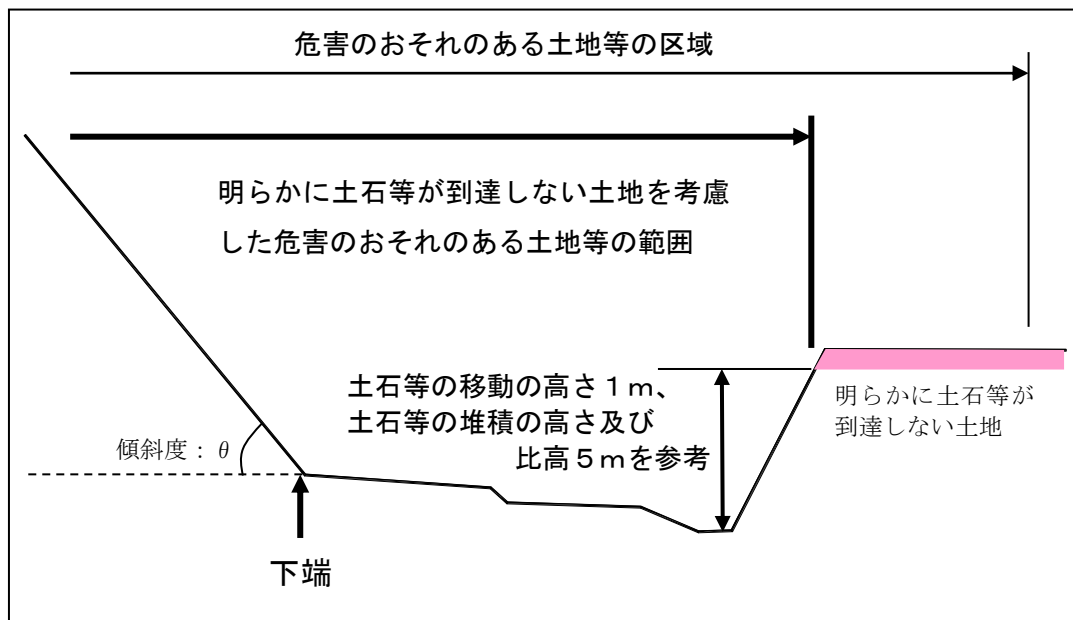 危害のおそれのある土地等の区域
明らかに土石等が到達しない土地を考慮
した危害のおそれのある土地等の範囲
土石等の移動の高さ1m、
土石等の堆積の高さ及び
比高5mを参考
明らかに土石等が
到達しない土地
傾斜度：θ
下端